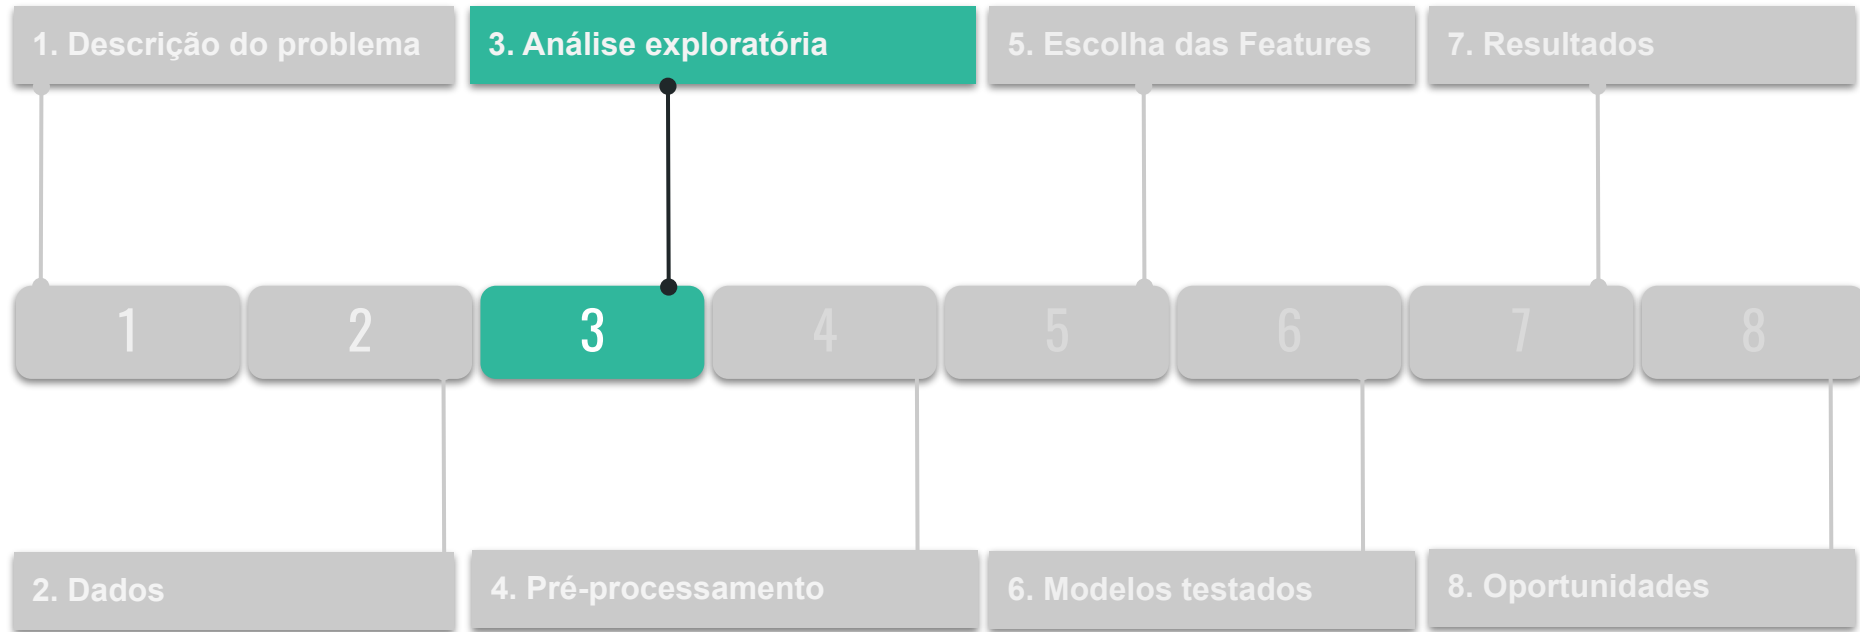 1. Descrição do problema
3. Análise exploratória
5. Escolha das Features
7. Resultados
1
2
3
4
5
6
7
8
2. Dados
4. Pré-processamento
6. Modelos testados
8. Oportunidades